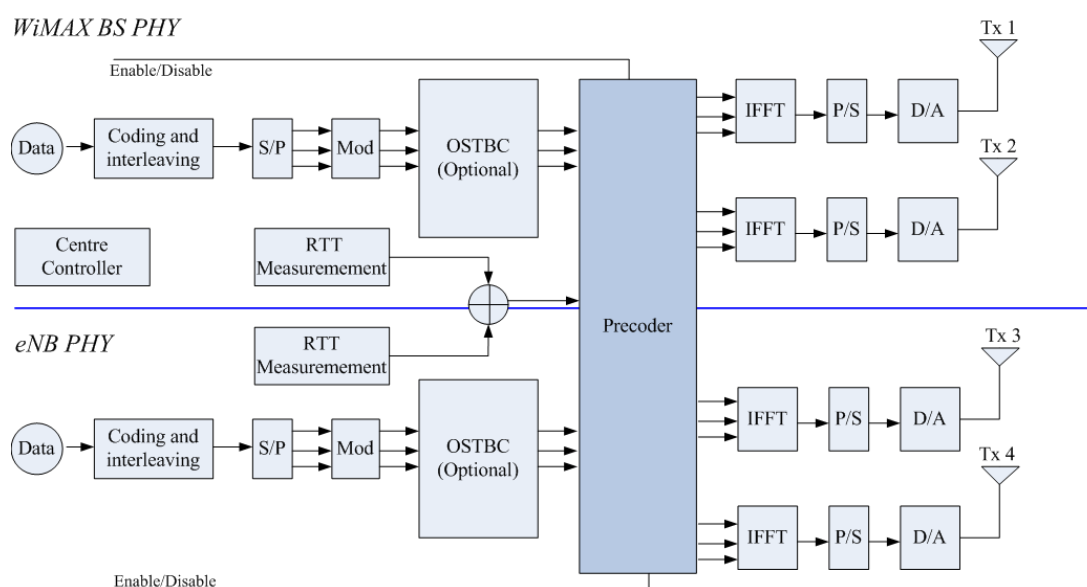 WiMAX BS PHY
Tx 1
Enable/Disable
Data
Coding and
interleaving
S/P
Mod
OSTBC
(Optional)
IFFT
P/S
D/A
Tx 2
IFFT
P/S
D/A
Centre
Controller
RTT
Measuremement
Precoder
eNB PHY
RTT
Measuremement
Tx 3
Data
Coding and
interleaving
S/P
Mod
OSTBC
(Optional)
IFFT
P/S
D/A
Tx 4
IFFT
P/S
D/A
Enable/Disable